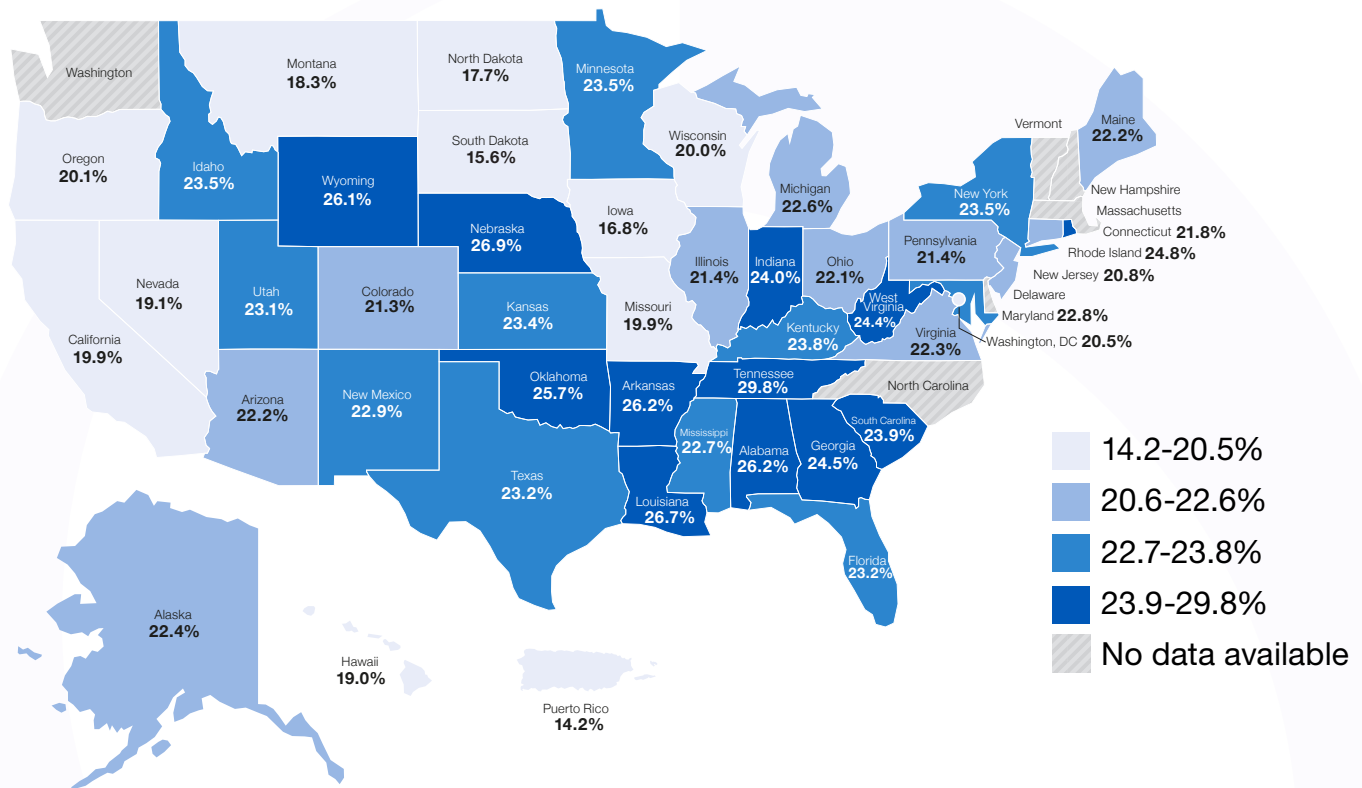 Washington
Montana
18.3%
North Dakota
17.7%
Minnesota
23.5%
Oregon
20.1%
Idaho
23.5%
Wyoming
26.1%
South Dakota
15.6%
Wisconsin
20.0%
Michigan
22.6%
New York
23.5%
Vermont
Maine
22.2%
New Hampshire
Massachusetts
Connecticut 21.8%
Rhode Island 24.8%
New Jersey 20.8%
Delaware
Maryland 22.8%
Washington, DC 20.5%
Nevada
19.1%
Utah
23.1%
Colorado
21.3%
Nebraska
26.9%
Iowa
16.8%
Illinois
21.4%
Indiana
24.0%
Ohio
22.1%
Pennsylvania
21.4%
California
19.9%
Kansas
23.4%
Missouri
19.9%
Kentucky
23.8%
West
Virginia
24.4%
Virginia
22.3%
Arizona
22.2%
New Mexico
22.9%
Oklahoma
25.7%
Arkansas
26.2%
Tennessee
29.8%
North Carolina
South Carolina
23.9%
Texas
23.2%
Louisiana
26.7%
Mississippi
22.7%
Alabama
26.2%
Georgia
24.5%
Florida
23.2%
Alaska
22.4%
Hawaii
19.0%
Puerto Rico
14.2%
14.2-20.5%
20.6-22.6%
22.7-23.8%
23.9-29.8%
No data available